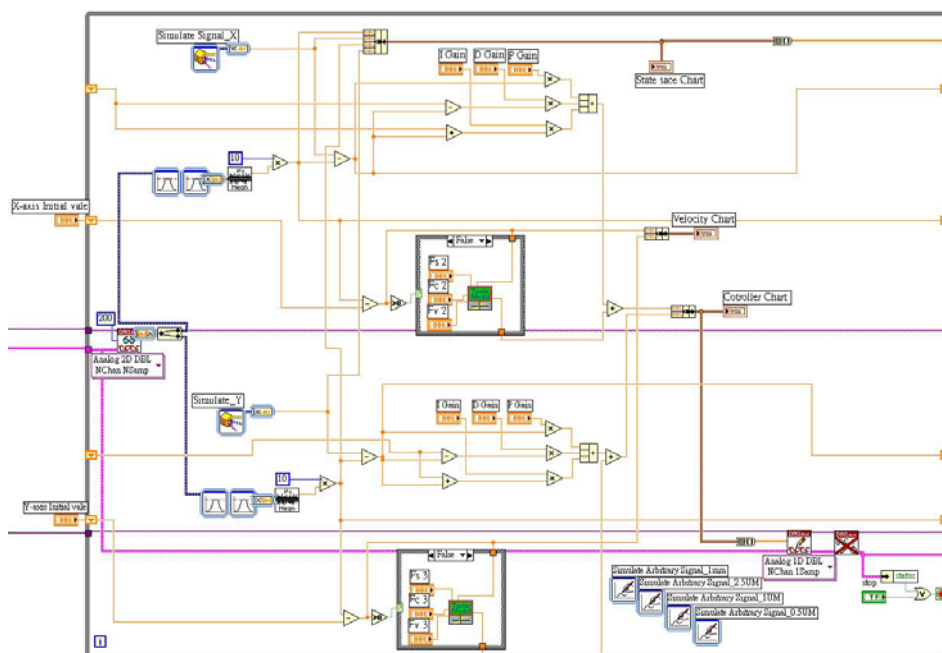 Simulate Signal_X
I Gain
D Gain
P Gain
State sace Chart
10
Mean
X-axis Initial vale
Velocity Chart
False
Fs 2
Fc 2
Fv 2
Cotroller Chart
200
Analog 2D DBL
NChan NSamp
Simulate_Y
I Gain
D Gain
P Gain
10
Mean
Y-axis Initial vale
False
Fs 3
Fc 3
Fv 3
Analog 1D DBL
NChan 1Samp
Simulate Arbitrary Signal_1mm
Simulate Arbitrary Signal_2.5UM
Simulate Arbitrary Signal_1UM
Simulate Arbitrary Signal_0.5UM
stop
status
TF
i